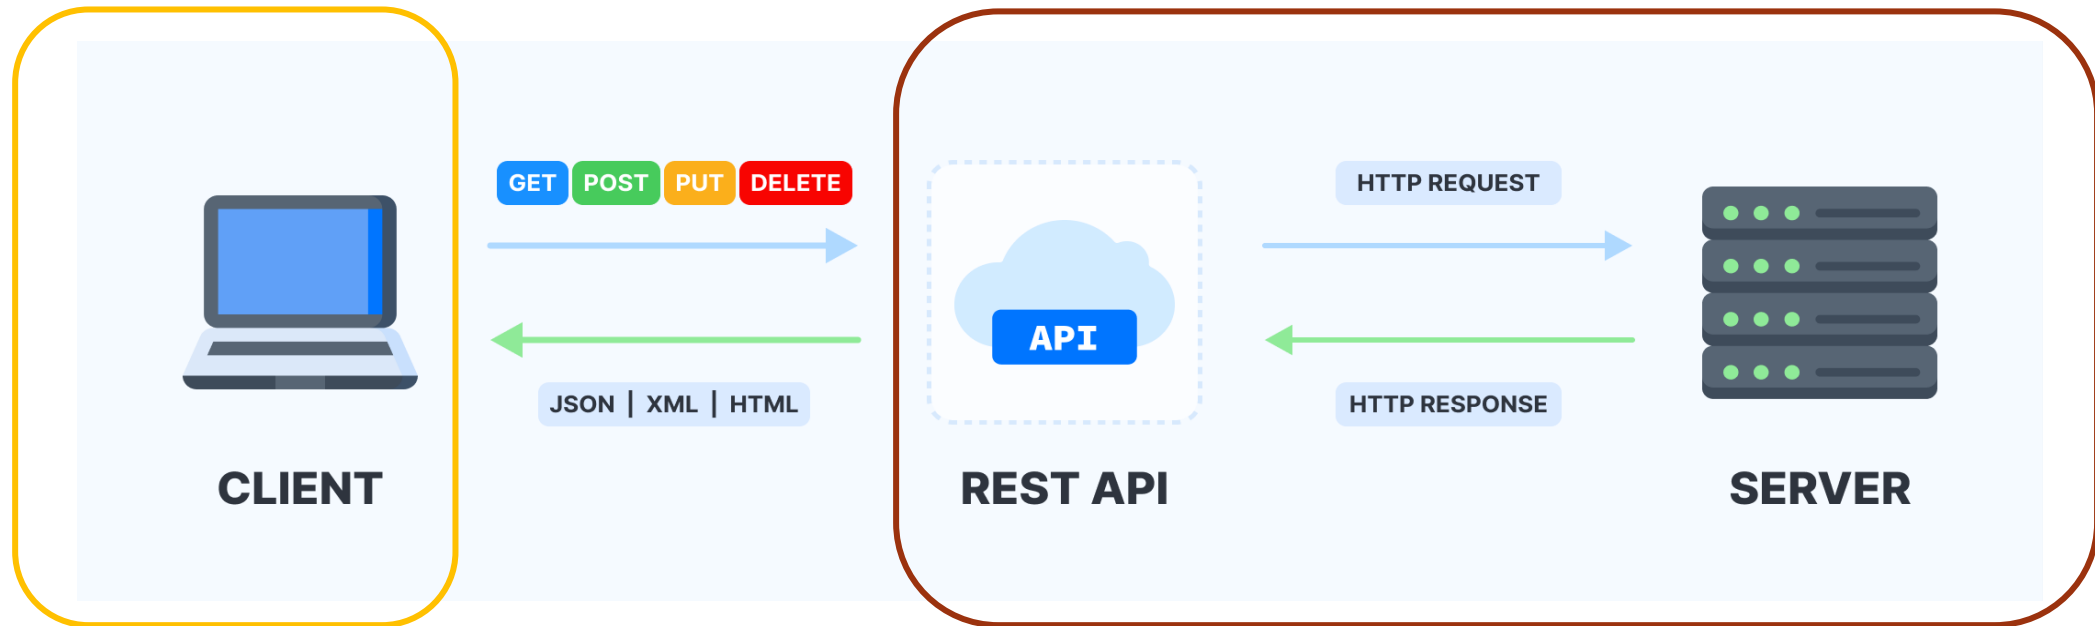 GET POST PUT DELETE
HTTP REQUEST
API
JSON | XML | HTML
HTTP RESPONSE
CLIENT
REST API
SERVER